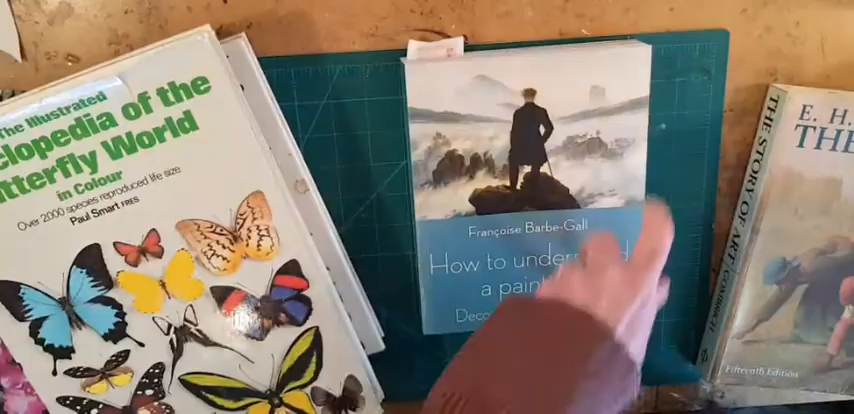 The Illustrated
clopedia of the
tterfly World
in Colour
Over 2000 species reproduced life size
Paul Smart FRES
Françoise Barbe-Gall
How to under d
a pain
Deco
THE STORY OF ART
GOMBRICH
E. H.
THE
Fifteenth Edition